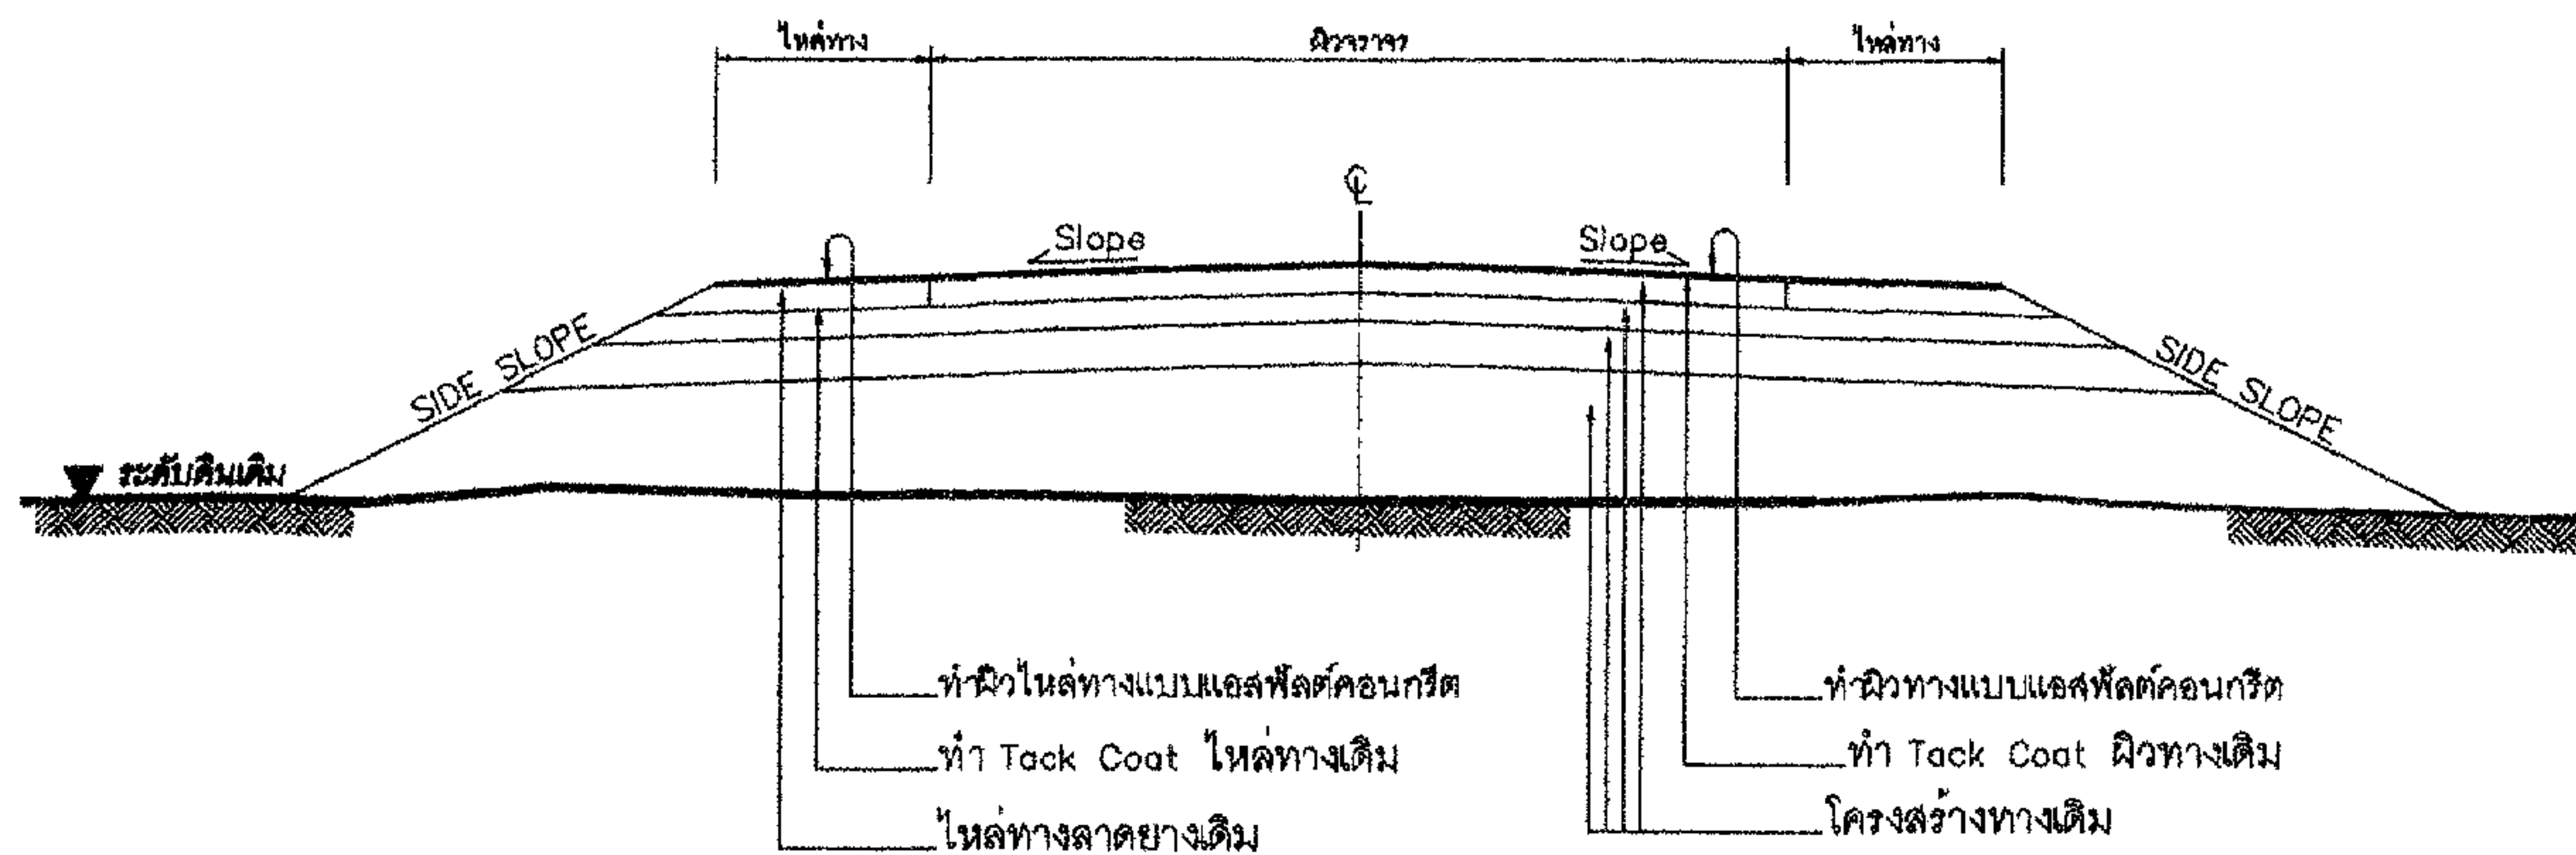 ไหล่ทาง ผิวจราจร ไหล่ทาง
℄
Slope Slope
SIDE SLOPE SIDE SLOPE
ระดับดินเดิม
ทำผิวไหล่ทางแบบแอสฟัลต์คอนกรีต
ทำ Tack Coat ไหล่ทางเดิม
ไหล่ทางลาดยางเดิม
ทำผิวทางแบบแอสฟัลต์คอนกรีต
ทำ Tack Coat ผิวทางเดิม
โครงสร้างทางเดิม